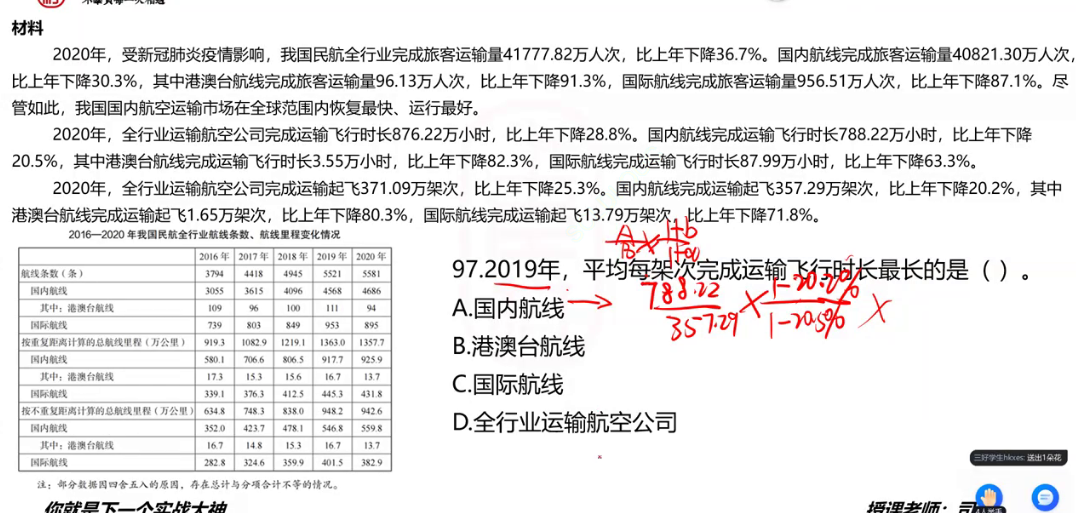 材料
2020年，受新冠肺炎疫情影响，我国民航全行业完成旅客运输量41777.82万人次，比上年下降36.7%。国内航线完成旅客运输量40821.30万人次，
比上年下降30.3%，其中港澳台航线完成旅客运输量96.13万人次，比上年下降91.3%，国际航线完成旅客运输量956.51万人次，比上年下降87.1%。尽
管如此，我国国内航空运输市场在全球范围内恢复最快、运行最好。
2020年，全行业运输航空公司完成运输飞行时长876.22万小时，比上年下降28.8%。国内航线完成运输飞行时长788.22万小时，比上年下降
20.5%，其中港澳台航线完成运输飞行时长3.55万小时，比上年下降82.3%，国际航线完成运输飞行时长87.99万小时，比上年下降63.3%。
2020年，全行业运输航空公司完成运输起飞371.09万架次，比上年下降25.3%。国内航线完成运输起飞357.29万架次，比上年下降20.2%，其中
港澳台航线完成运输起飞1.65万架次，比上年下降80.3%，国际航线完成运输起飞13.79万架次，比上年下降71.8%。
2016—2020 年我国民航全行业航线条数、航线里程变化情况
2016 年 2017 年 2018 年 2019 年 2020 年
航线条数（条） 3794 4418 4945 5521 5581
国内航线 3055 3615 4096 4568 4686
其中：港澳台航线 109 96 100 111 94
国际航线 739 803 849 953 895
按重复距离计算的总航线里程（万公里） 919.3 1082.9 1219.1 1363.0 1357.7
国内航线 580.1 706.6 806.5 917.7 925.9
其中：港澳台航线 17.3 15.3 15.6 16.7 13.7
国际航线 339.1 376.3 412.5 445.3 431.8
按不重复距离计算的总航线里程（万公里） 634.8 748.3 838.0 948.2 942.6
国内航线 352.0 423.7 478.1 546.8 559.8
其中：港澳台航线 16.7 14.8 15.3 16.7 13.7
国际航线 282.8 324.6 359.9 401.5 382.9
注：部分数据因四舍五入的原因，存在总计与分项合计不等的情况。
A/B × 1+b/1+a
97.2019年，平均每架次完成运输飞行时长最长的是（ ）。
A.国内航线 → 788.22/357.29 × 1-20.2%/1-20.5% ×
B.港澳台航线
C.国际航线
D.全行业运输航空公司
三好学生hloxes: 送出1朵花
你就是下一个实战大神
授课老师：司